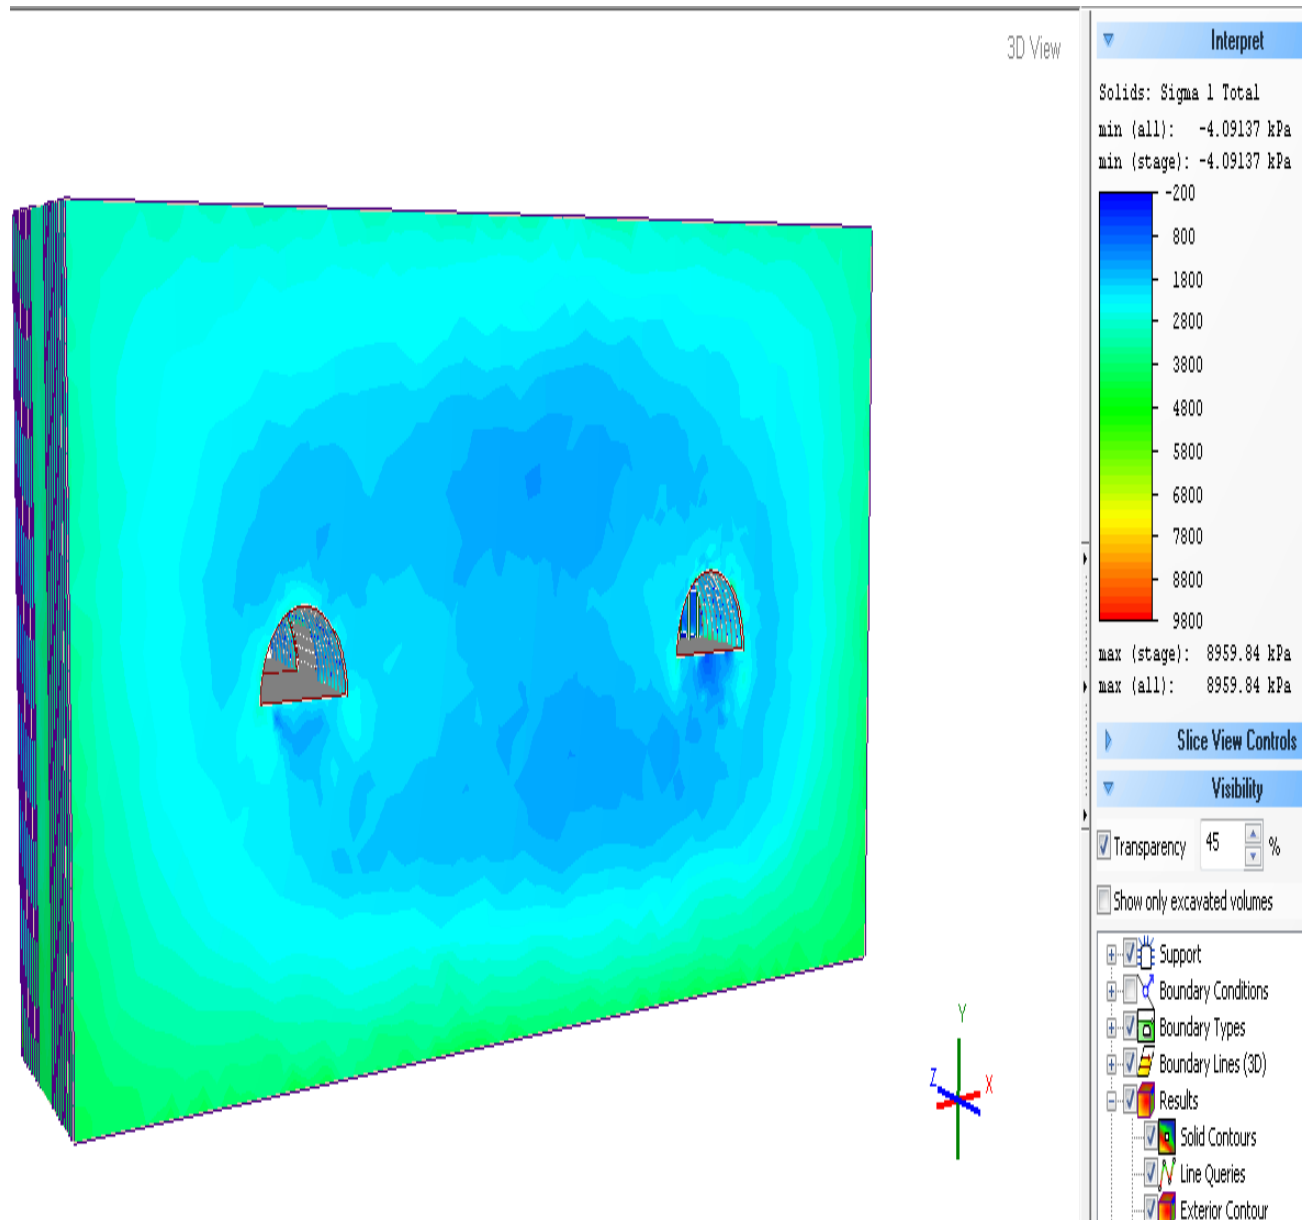 3D View
Interpret
Solids: Sigma 1 Total
min (all): -4.09137 kPa
min (stage): -4.09137 kPa
-200
800
1800
2800
3800
4800
5800
6800
7800
8800
9800
max (stage): 8959.84 kPa
max (all): 8959.84 kPa
Slice View Controls
Visibility
Transparency 45 %
Show only excavated volumes
Support
Boundary Conditions
Boundary Types
Boundary Lines (3D)
Results
Solid Contours
Line Queries
Exterior Contour
Y
Z
X